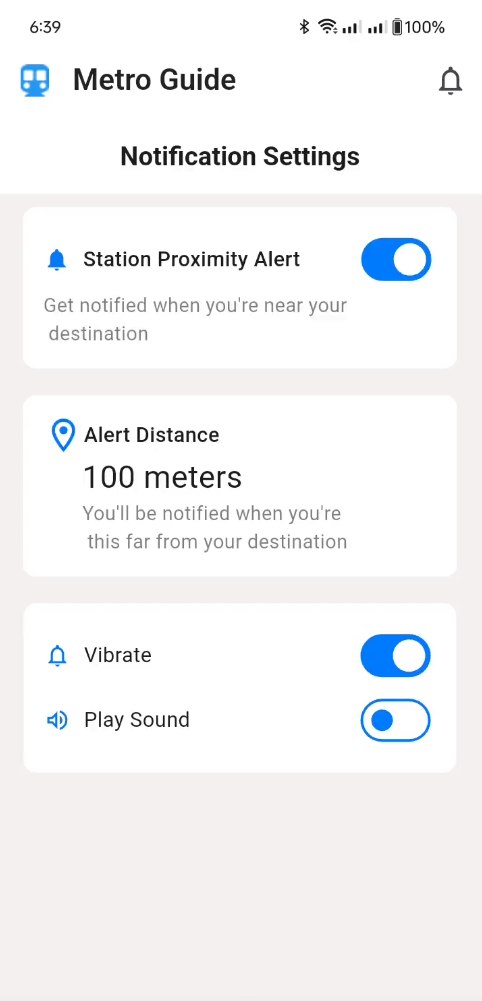 6:39 100%
Metro Guide
Notification Settings
Station Proximity Alert
Get notified when you're near your
destination
Alert Distance
100 meters
You'll be notified when you're
this far from your destination
Vibrate
Play Sound